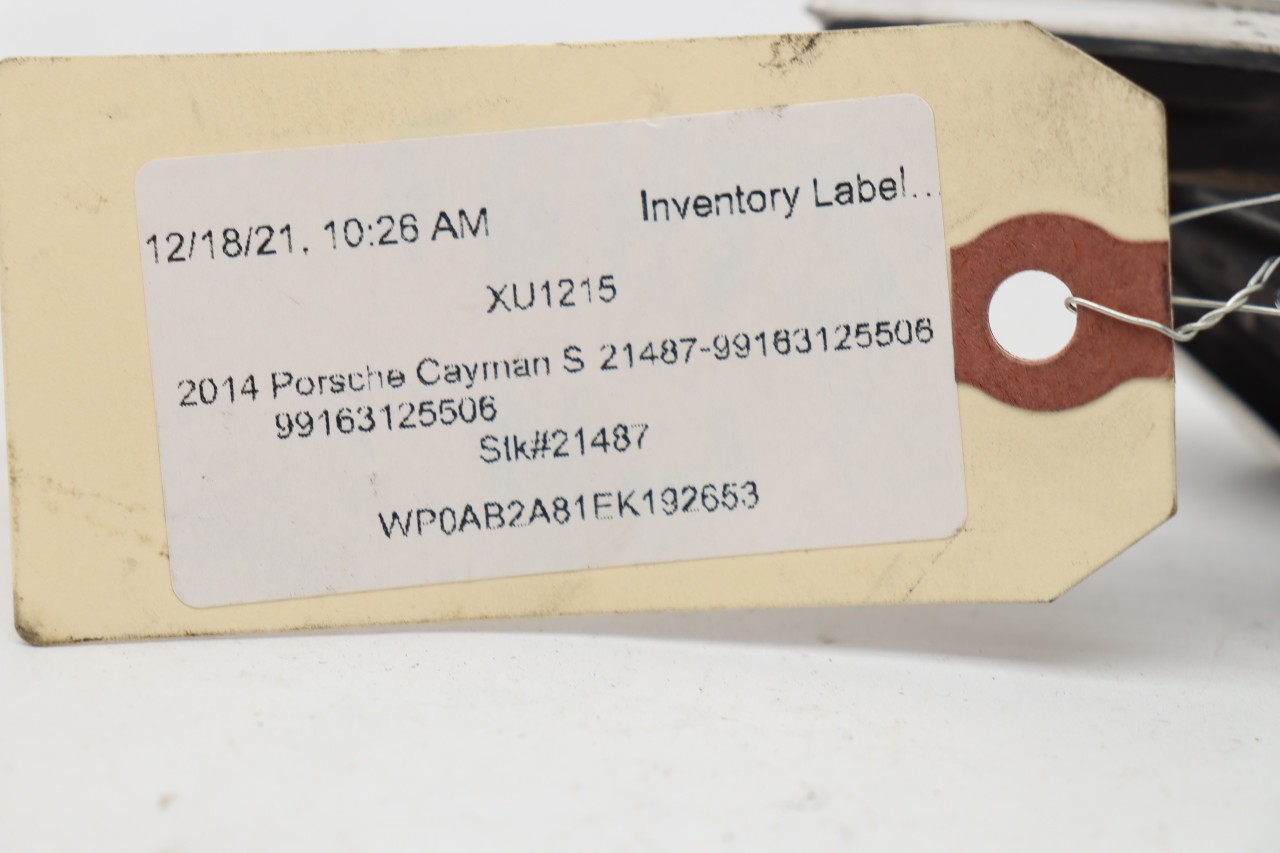 12/18/21, 10:26 AM Inventory Label...
XU1215
2014 Porsche Cayman S 21487-99163125506
99163125506
Stk#21487
WP0AB2A81EK192653